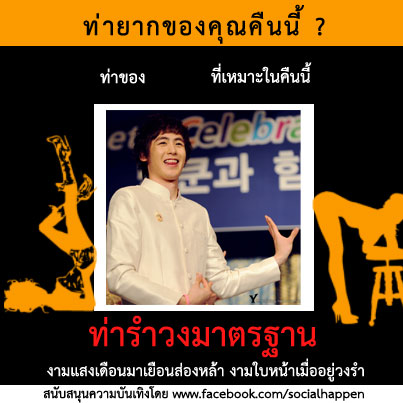 ท่ายากของคุณคืนนี้ ?
ท่าของ ที่เหมาะในคืนนี้
Celebra
군과 함
ท่ารำวงมาตรฐาน
งามแสงเดือนมาเยือนส่องหล้า งามใบหน้าเมื่ออยู่วงรำ
สนับสนุนความบันเทิงโดย www.facebook.com/socialhappen